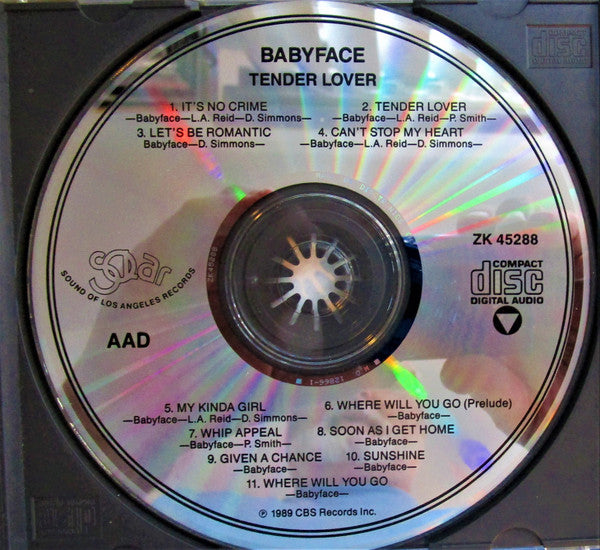 COMPACT
disc
BABYFACE
TENDER LOVER
1. IT'S NO CRIME
—Babyface—L.A. Reid—D. Simmons—
2. TENDER LOVER
—Babyface—L.A. Reid—P. Smith—
3. LET'S BE ROMANTIC
Babyface—D. Simmons—
4. CAN'T STOP MY HEART
—Babyface—L.A. Reid—D. Simmons—
ZK 45288
solar
SOUND OF LOS ANGELES RECORDS
ZK45288
COMPACT
disc
DIGITAL AUDIO
AAD
5. MY KINDA GIRL
—Babyface—L.A. Reid—D. Simmons—
6. WHERE WILL YOU GO (Prelude)
—Babyface—
7. WHIP APPEAL
—Babyface—P. Smith—
8. SOON AS I GET HOME
—Babyface—
9. GIVEN A CHANCE
—Babyface—
10. SUNSHINE
—Babyface—
11. WHERE WILL YOU GO
—Babyface—
℗ 1989 CBS Records Inc.